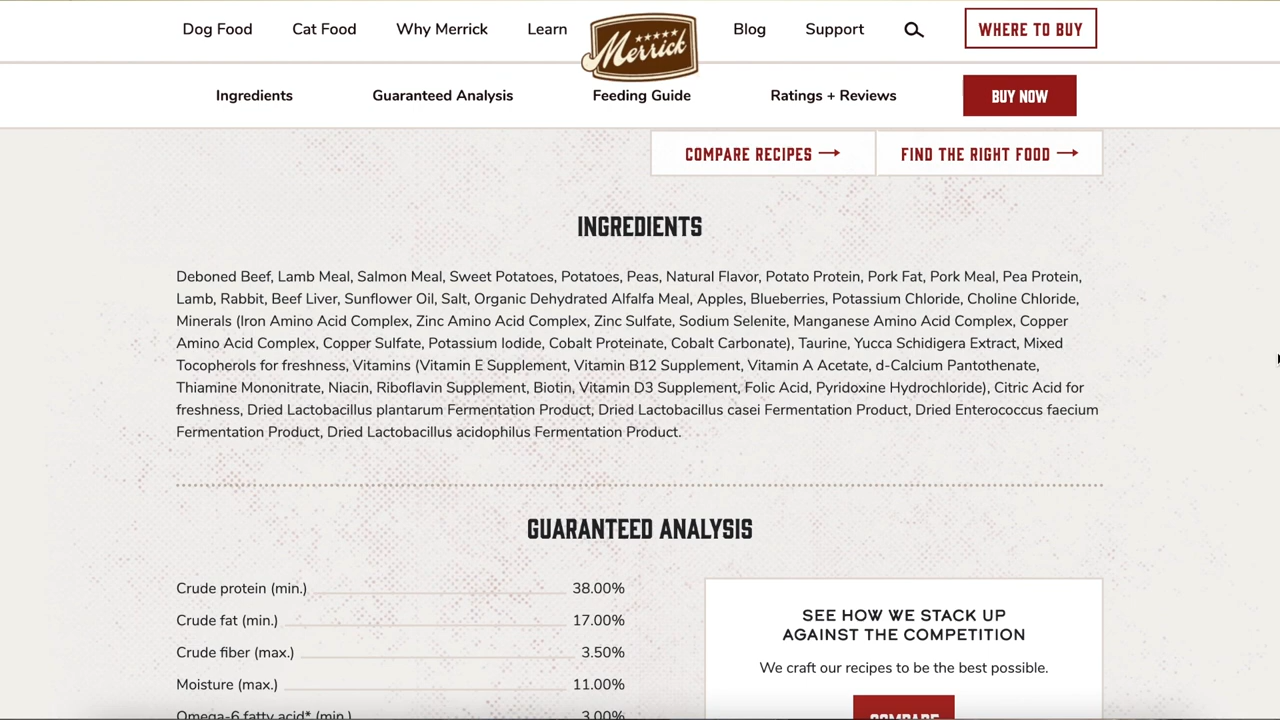 Dog Food Cat Food Why Merrick Learn Merrick Blog Support WHERE TO BUY
Ingredients Guaranteed Analysis Feeding Guide Ratings + Reviews BUY NOW
COMPARE RECIPES → FIND THE RIGHT FOOD →
INGREDIENTS
Deboned Beef, Lamb Meal, Salmon Meal, Sweet Potatoes, Potatoes, Peas, Natural Flavor, Potato Protein, Pork Fat, Pork Meal, Pea Protein,
Lamb, Rabbit, Beef Liver, Sunflower Oil, Salt, Organic Dehydrated Alfalfa Meal, Apples, Blueberries, Potassium Chloride, Choline Chloride,
Minerals (Iron Amino Acid Complex, Zinc Amino Acid Complex, Zinc Sulfate, Sodium Selenite, Manganese Amino Acid Complex, Copper
Amino Acid Complex, Copper Sulfate, Potassium Iodide, Cobalt Proteinate, Cobalt Carbonate), Taurine, Yucca Schidigera Extract, Mixed
Tocopherols for freshness, Vitamins (Vitamin E Supplement, Vitamin B12 Supplement, Vitamin A Acetate, d-Calcium Pantothenate,
Thiamine Mononitrate, Niacin, Riboflavin Supplement, Biotin, Vitamin D3 Supplement, Folic Acid, Pyridoxine Hydrochloride), Citric Acid for
freshness, Dried Lactobacillus plantarum Fermentation Product, Dried Lactobacillus casei Fermentation Product, Dried Enterococcus faecium
Fermentation Product, Dried Lactobacillus acidophilus Fermentation Product.
GUARANTEED ANALYSIS
Crude protein (min.) 38.00%
Crude fat (min.) 17.00%
Crude fiber (max.) 3.50%
Moisture (max.) 11.00%
Omega-6 fatty acid* (min.) 3.00%
SEE HOW WE STACK UP
AGAINST THE COMPETITION
We craft our recipes to be the best possible.
COMPARE